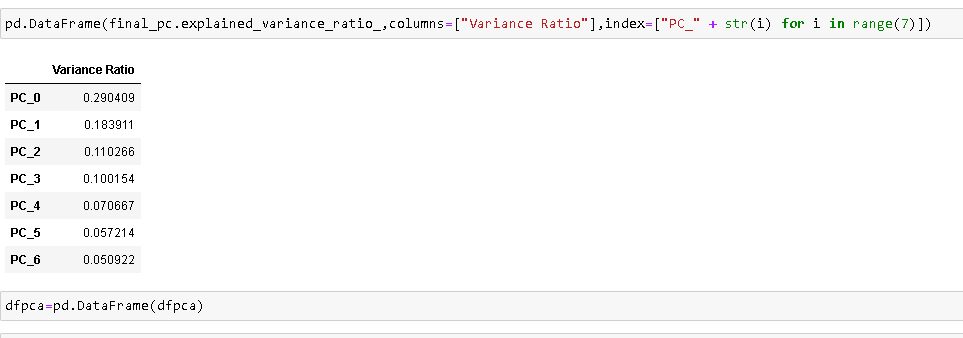 pd.DataFrame(final_pc.explained_variance_ratio_,columns=["Variance Ratio"],index=["PC_" + str(i) for i in range(7)])
Variance Ratio
PC_0 0.290409
PC_1 0.183911
PC_2 0.110266
PC_3 0.100154
PC_4 0.070667
PC_5 0.057214
PC_6 0.050922
dfpca=pd.DataFrame(dfpca)